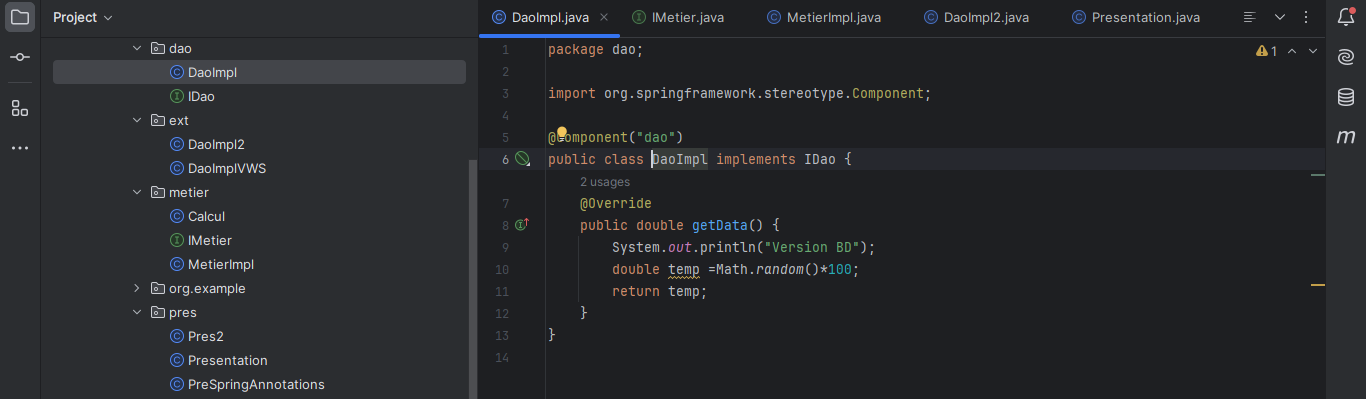 Project
dao
DaoImpl
IDao
ext
DaoImpl2
DaoImplVWS
metier
Calcul
IMetier
MetierImpl
org.example
pres
Pres2
Presentation
PreSpringAnnotations
DaoImpl.java IMetier.java MetierImpl.java DaoImpl2.java Presentation.java
1 package dao;
2
3 import org.springframework.stereotype.Component;
4
5 @Component("dao")
6 public class DaoImpl implements IDao {
2 usages
7 @Override
8 public double getData() {
9 System.out.println("Version BD");
10 double temp =Math.random()*100;
11 return temp;
12 }
13 }
14
1
m